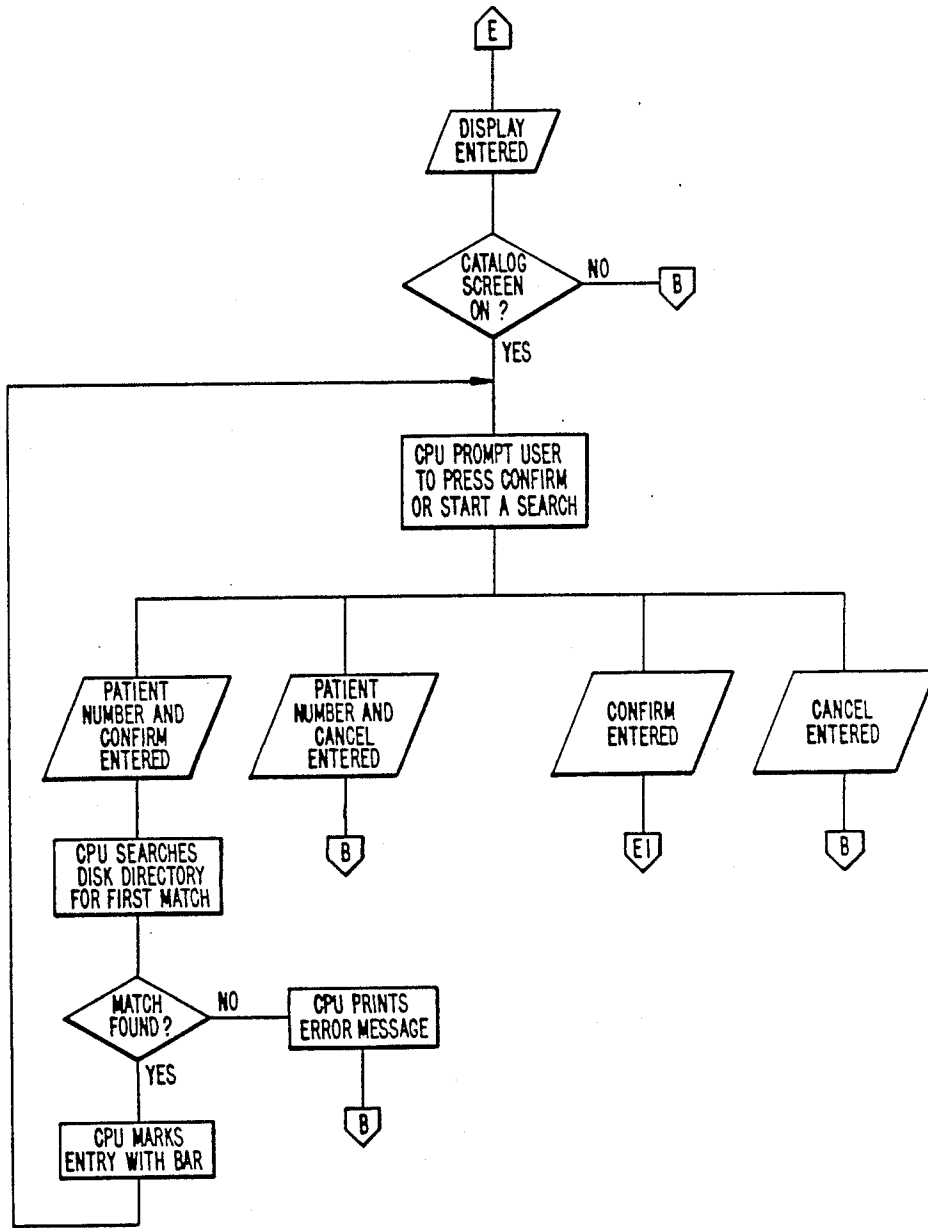 E
DISPLAY
ENTERED
CATALOG
SCREEN
ON ?
NO
B
YES
CPU PROMPT USER
TO PRESS CONFIRM
OR START A SEARCH
PATIENT
NUMBER AND
CONFIRM
ENTERED
PATIENT
NUMBER AND
CANCEL
ENTERED
CONFIRM
ENTERED
CANCEL
ENTERED
B
E1
B
CPU SEARCHES
DISK DIRECTORY
FOR FIRST MATCH
MATCH
FOUND?
NO
CPU PRINTS
ERROR MESSAGE
YES
B
CPU MARKS
ENTRY WITH BAR